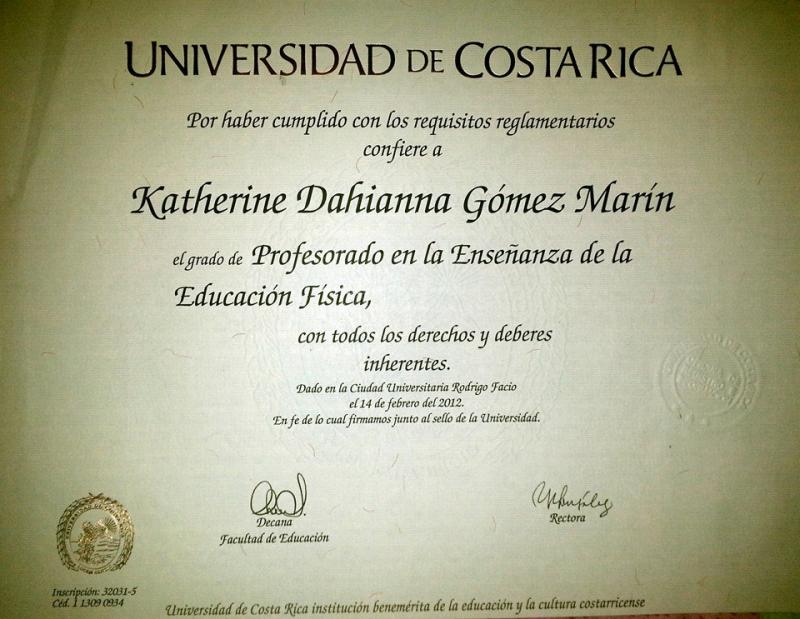 UNIVERSIDAD DE COSTA RICA
Por haber cumplido con los requisitos reglamentarios
confiere a
Katherine Dahianna Gómez Marín
el grado de Profesorado en la Enseñanza de la
Educación Física,
con todos los derechos y deberes
inherentes.
Dado en la Ciudad Universitaria Rodrigo Facio
el 14 de febrero del 2012.
En fe de lo cual firmamos junto al sello de la Universidad.
Decana
Facultad de Educación
Rectora
Inscripción: 32031-5
Céd. 1 1309 0934
Universidad de Costa Rica institución benemérita de la educación y la cultura costarricense